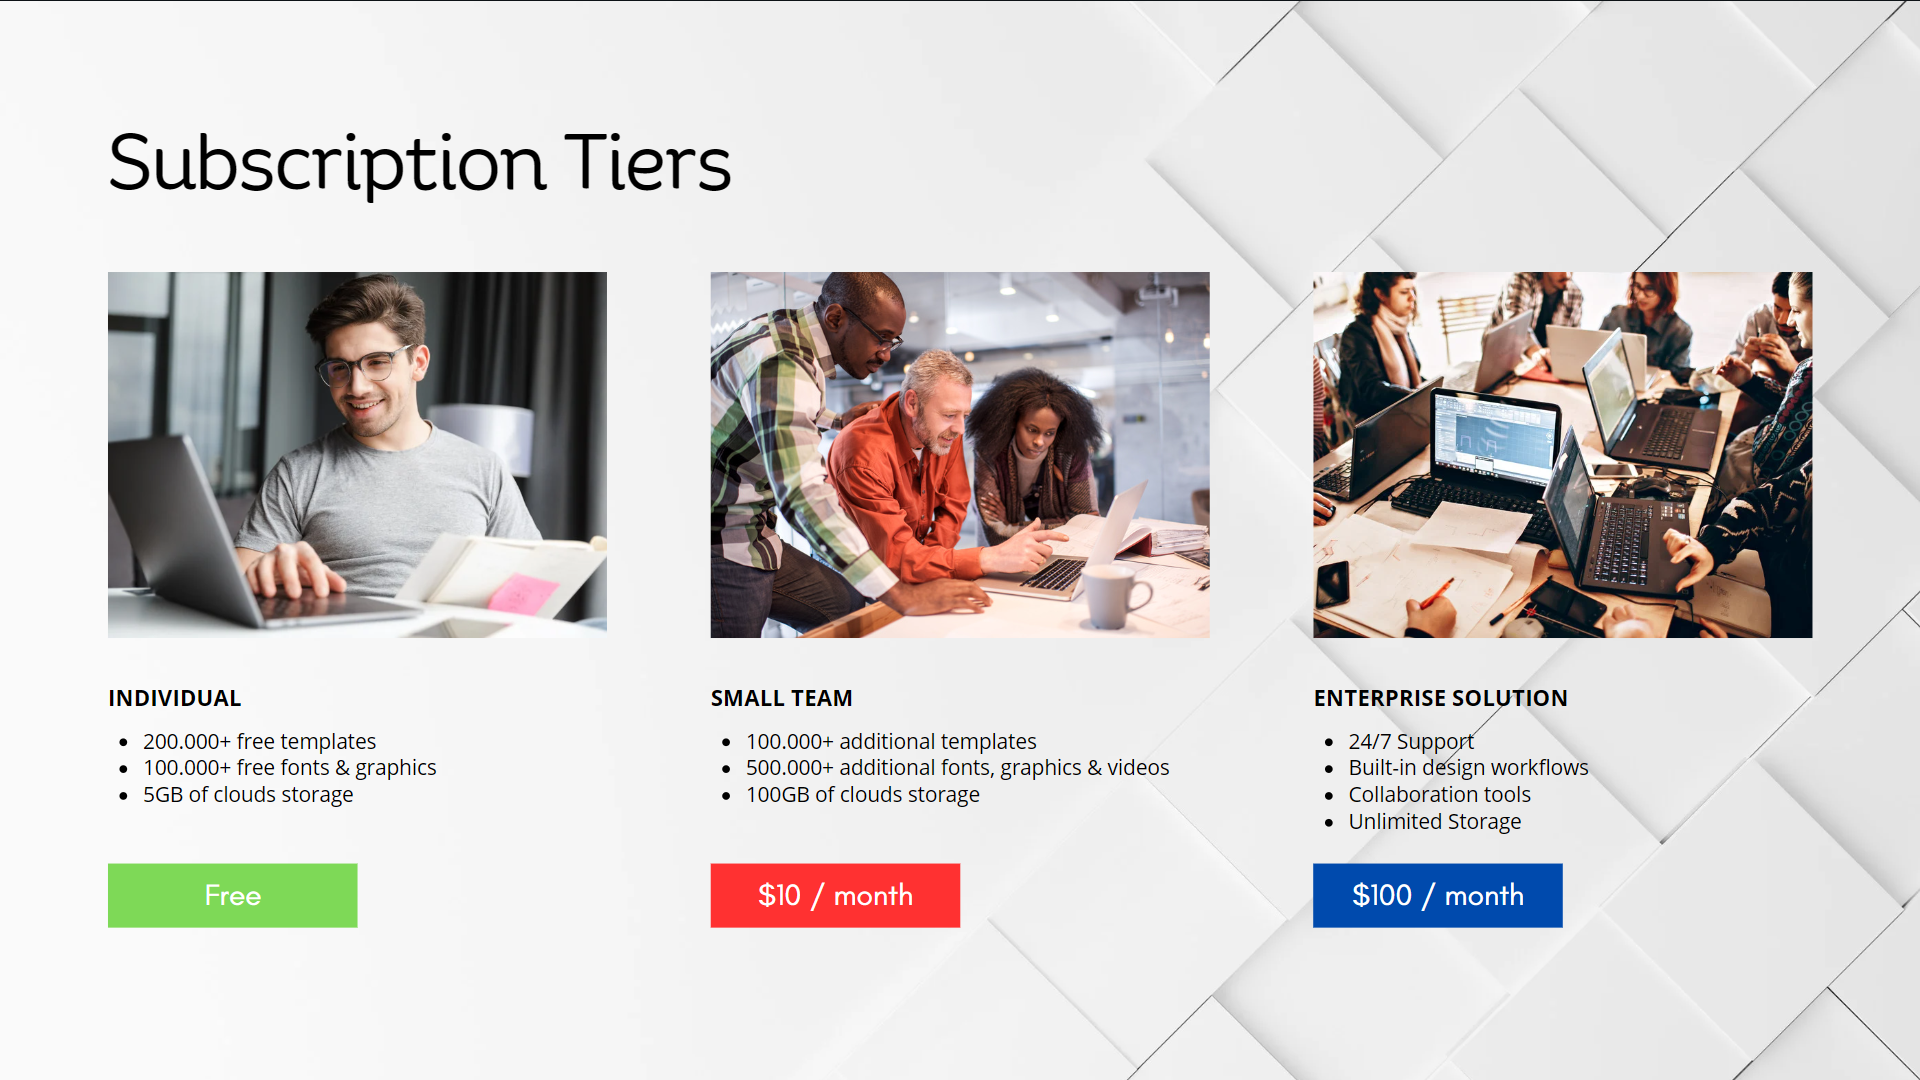 Subscription Tiers
INDIVIDUAL
200.000+ free templates
100.000+ free fonts & graphics
5GB of clouds storage
Free
SMALL TEAM
100.000+ additional templates
500.000+ additional fonts, graphics & videos
100GB of clouds storage
$10 / month
ENTERPRISE SOLUTION
24/7 Support
Built-in design workflows
Collaboration tools
Unlimited Storage
$100 / month